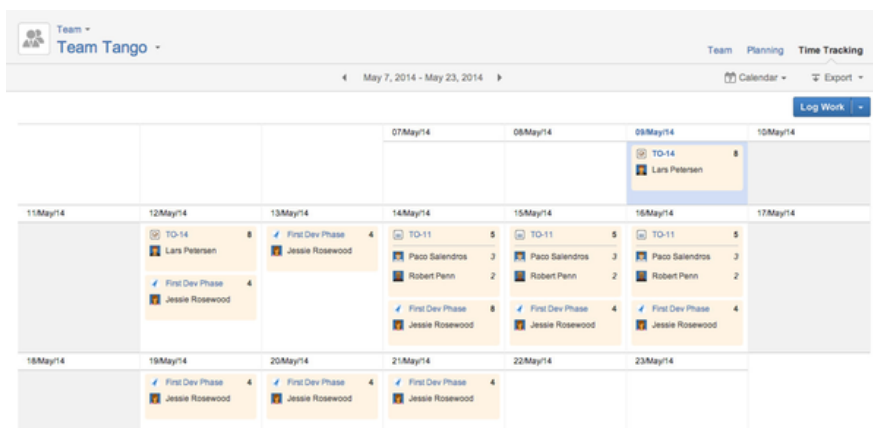 Team
Team Tango
Team Planning Time Tracking
May 7, 2014 - May 23, 2014
Calendar Export
Log Work
07/May/14 08/May/14 09/May/14 10/May/14
TO-14 8
Lars Petersen
11/May/14 12/May/14 13/May/14 14/May/14 15/May/14 16/May/14 17/May/14
TO-14 8 First Dev Phase 4 TO-11 5 TO-11 5 TO-11 5
Lars Petersen Jessie Rosewood Paco Salendros 3 Paco Salendros 3 Paco Salendros 3
Robert Penn 2 Robert Penn 2 Robert Penn 2
First Dev Phase 4
Jessie Rosewood
First Dev Phase 8 First Dev Phase 4 First Dev Phase 4
Jessie Rosewood Jessie Rosewood Jessie Rosewood
18/May/14 19/May/14 20/May/14 21/May/14 22/May/14 23/May/14
First Dev Phase 4 First Dev Phase 4 First Dev Phase 4
Jessie Rosewood Jessie Rosewood Jessie Rosewood